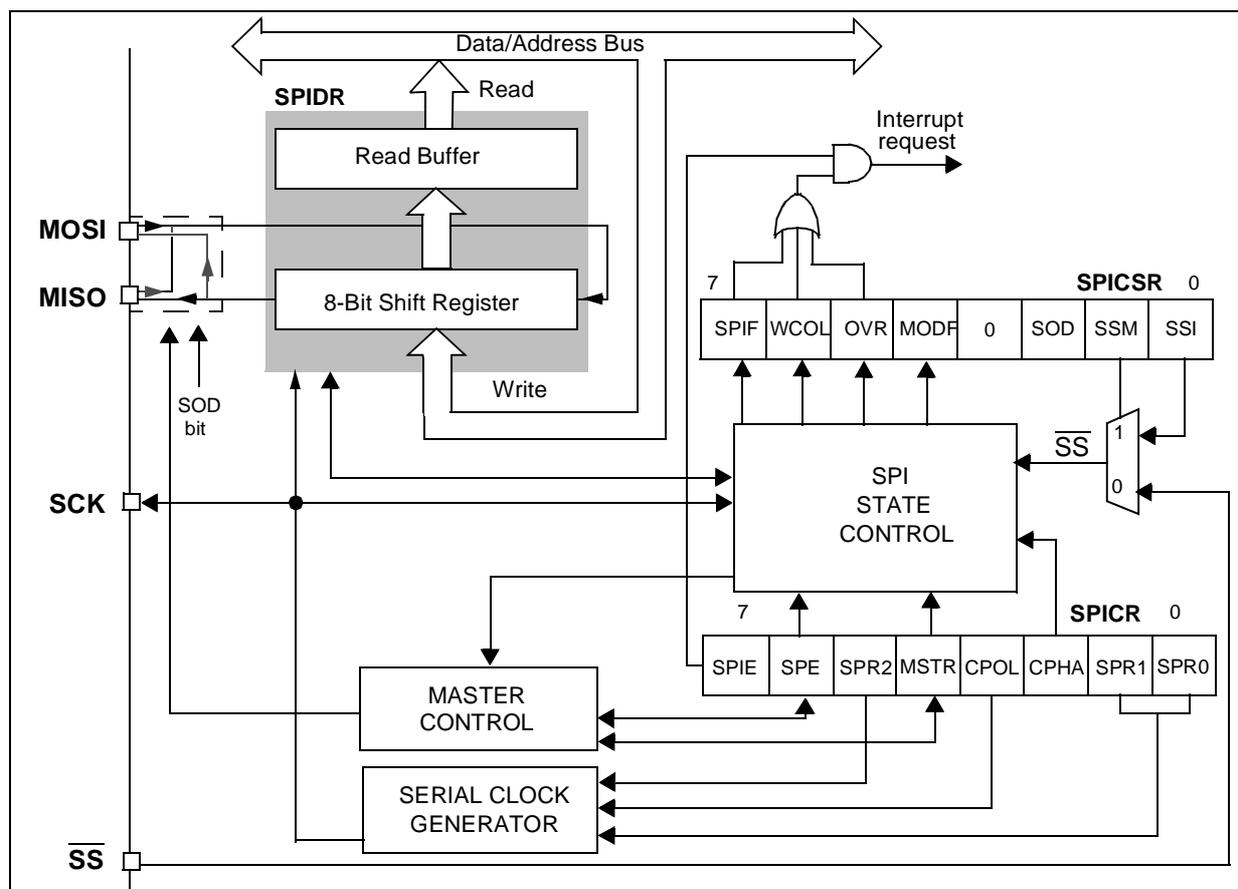 Data/Address Bus
SPIDR
Read
Read Buffer
Interrupt
request
MOSI
MISO
8-Bit Shift Register
7
SPICSR
0
SPIF
WCOL
OVR
MODF
0
SOD
SSM
SSI
Write
SOD
bit
1
SS
0
SCK
SPI
STATE
CONTROL
7
SPICR
0
SPIE
SPE
SPR2
MSTR
CPOL
CPHA
SPR1
SPR0
MASTER
CONTROL
SERIAL CLOCK
GENERATOR
SS